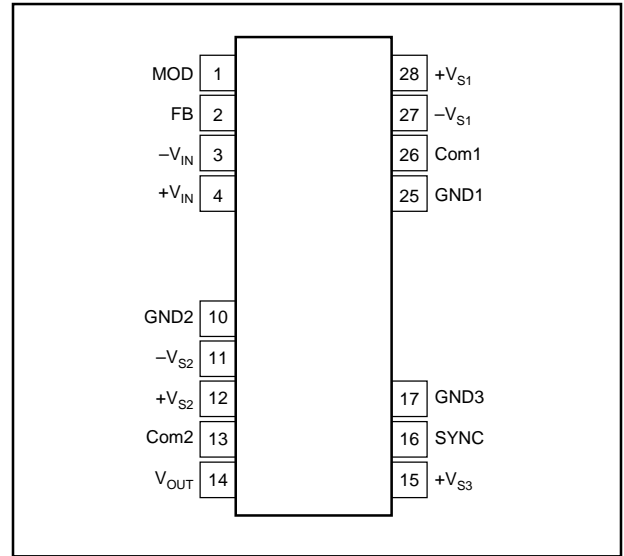 MOD 1 28 +VS1
FB 2 27 –VS1
–VIN 3 26 Com1
+VIN 4 25 GND1
GND2 10
–VS2 11
+VS2 12 17 GND3
Com2 13 16 SYNC
VOUT 14 15 +VS3